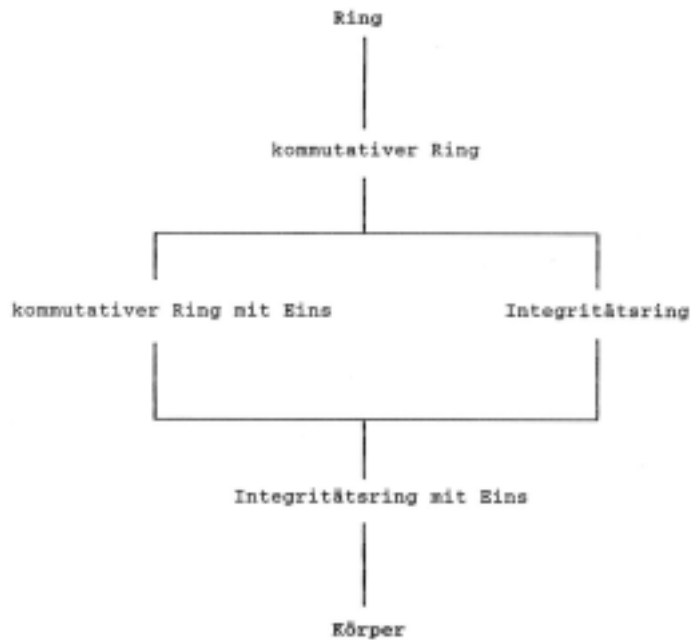 Ring
kommutativer Ring
kommutativer Ring mit Eins Integritätsring
Integritätsring mit Eins
Körper